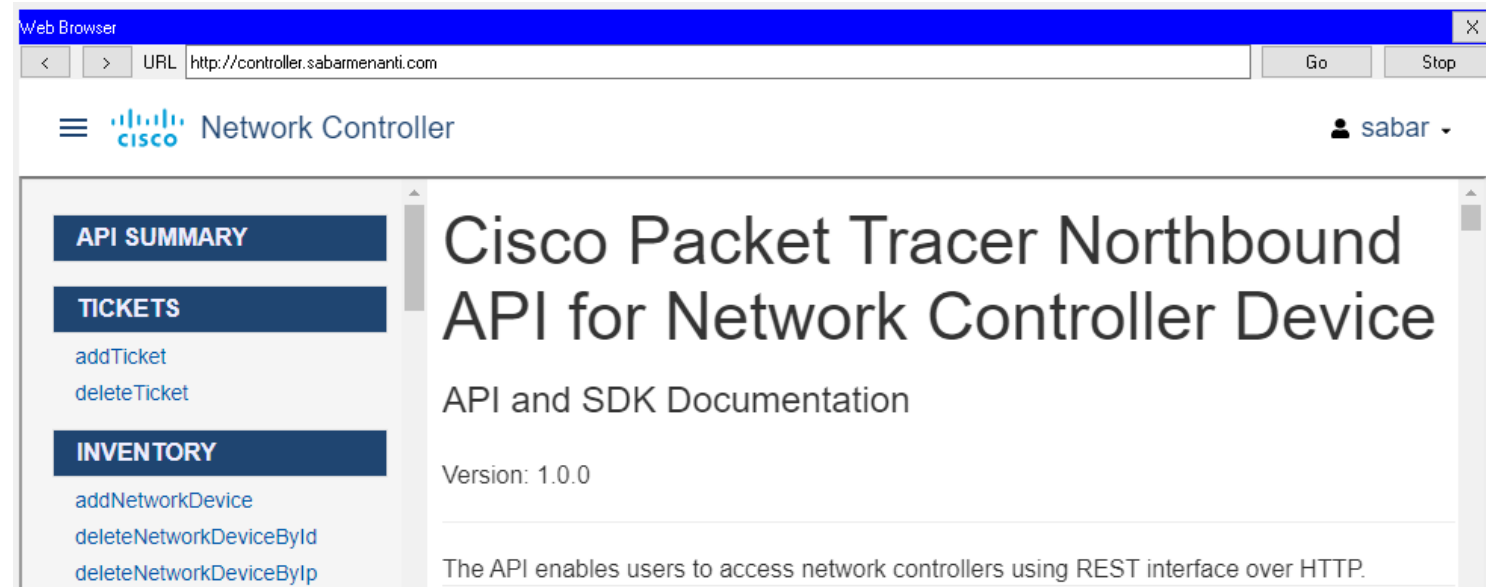 Web Browser
X
< > URL http://controller.sabarmenanti.com Go Stop
CISCO Network Controller sabar
API SUMMARY
TICKETS
addTicket
deleteTicket
INVENTORY
addNetworkDevice
deleteNetworkDeviceById
deleteNetworkDeviceByIp
Cisco Packet Tracer Northbound
API for Network Controller Device
API and SDK Documentation
Version: 1.0.0
The API enables users to access network controllers using REST interface over HTTP.